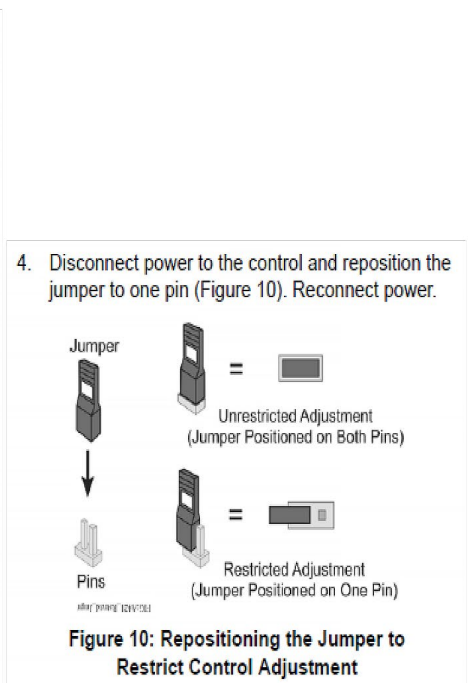 4. Disconnect power to the control and reposition the
jumper to one pin (Figure 10). Reconnect power.
Jumper
=
Unrestricted Adjustment
(Jumper Positioned on Both Pins)
=
Pins
Restricted Adjustment
(Jumper Positioned on One Pin)
Figure 10: Repositioning the Jumper to
Restrict Control Adjustment